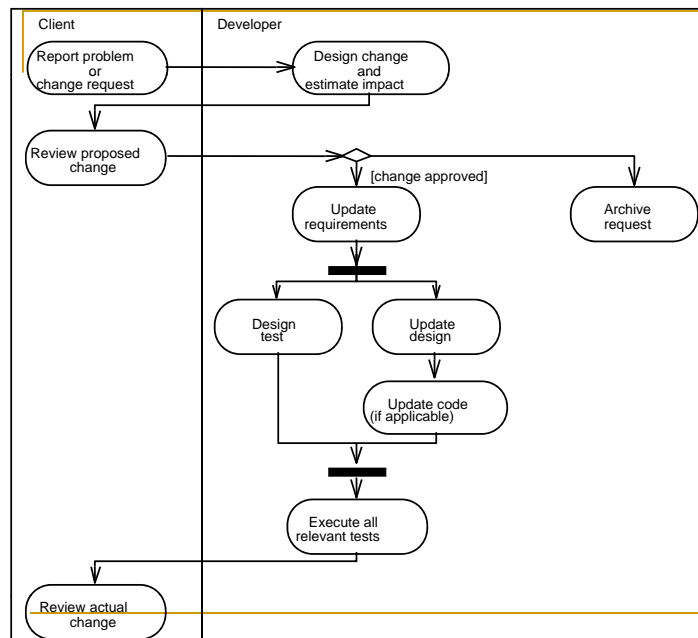 Client
Developer
Report problem
or
change request
Design change
and
estimate impact
Review proposed
change
[change approved]
Update
requirements
Archive
request
Design
test
Update
design
Update code
(if applicable)
Execute all
relevant tests
Review actual
change